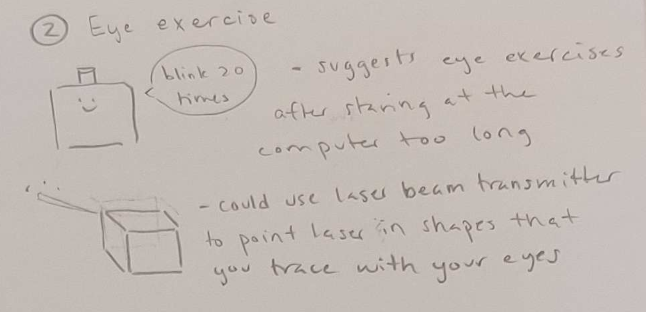 ② Eye exercise
blink 20
times
- suggests eye exercises
after staring at the
computer too long
- could use laser beam transmitter
to point laser in shapes that
you trace with your eyes